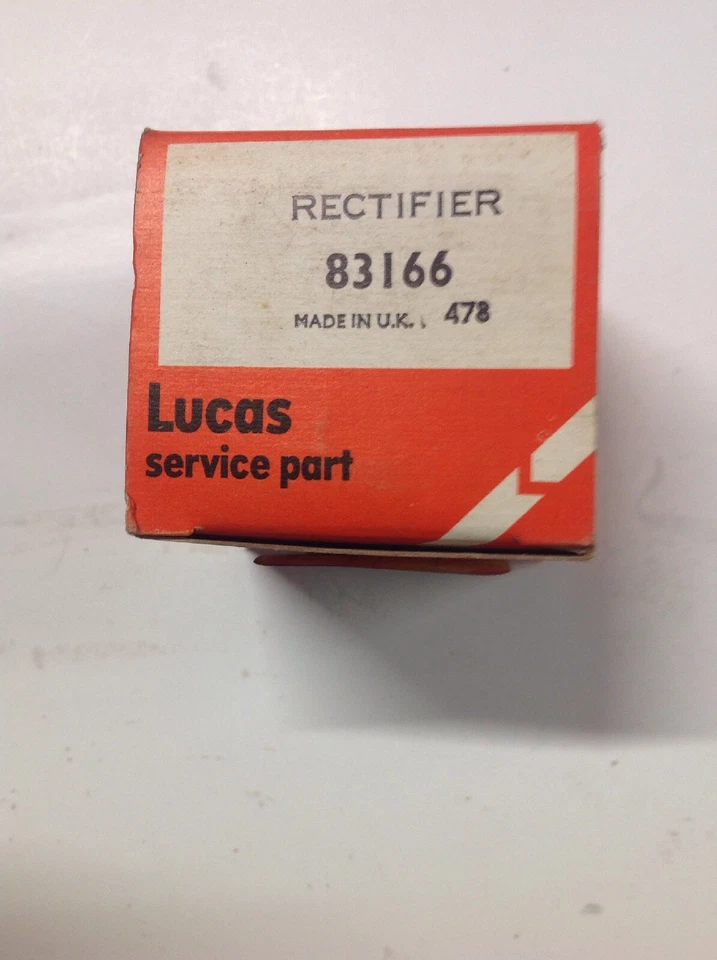 RECTIFIER
83166
MADE IN U.K. 478
Lucas
service part